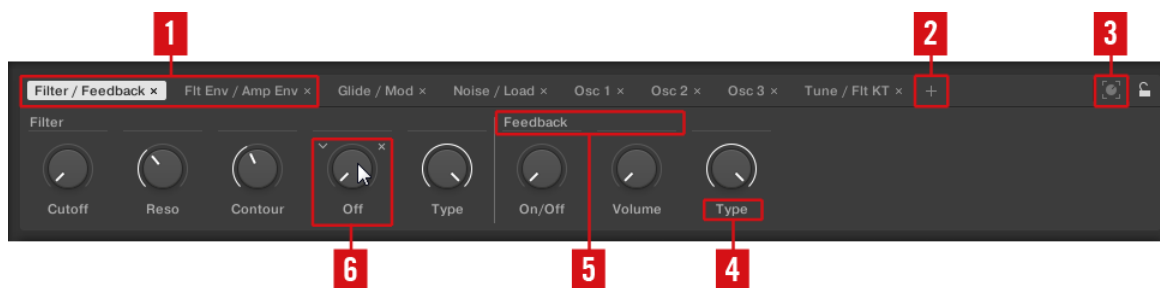 1 2 3
Filter / Feedback × Flt Env / Amp Env × Glide / Mod × Noise / Load × Osc 1 × Osc 2 × Osc 3 × Tune / Flt KT × +
Filter Feedback
Cutoff Reso Contour Off Type On/Off Volume Type
6 5 4